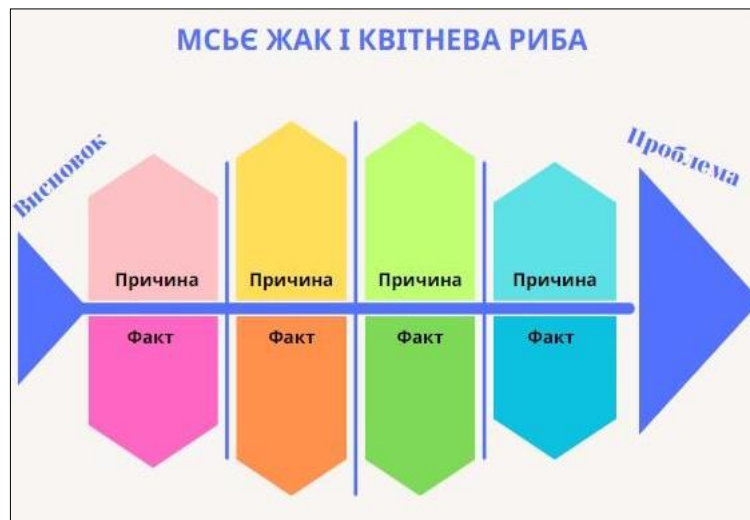 МСЬЄ ЖАК І КВІТНЕВА РИБА
Висновок
Проблема
Причина Причина Причина Причина
Факт Факт Факт Факт